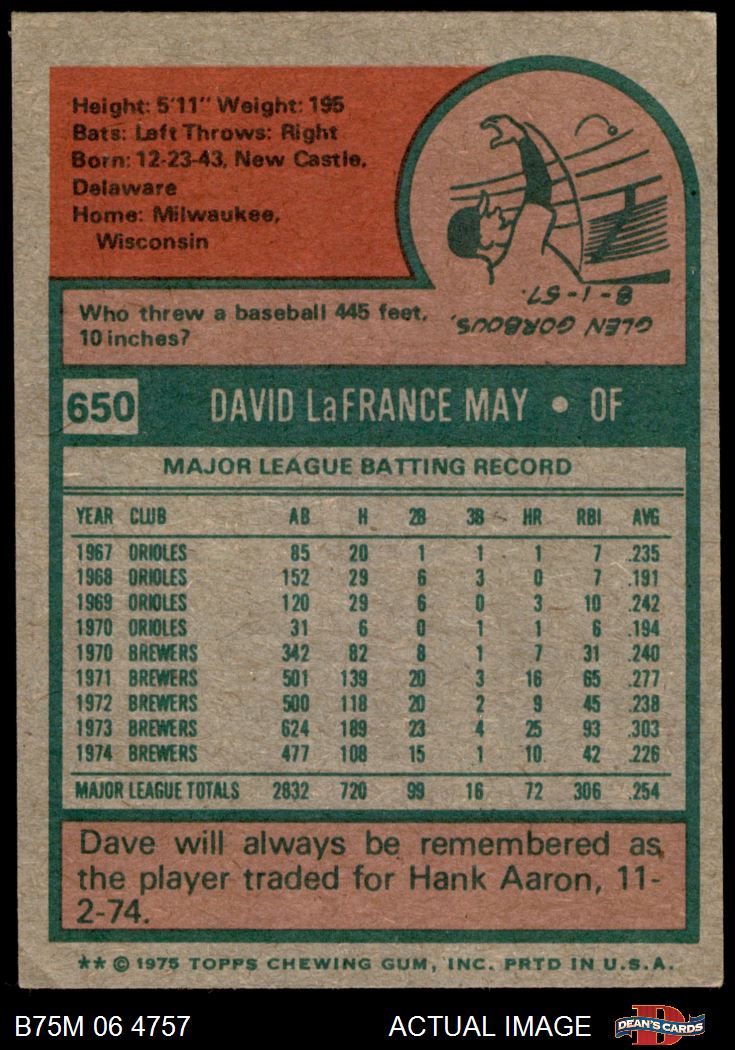 Height: 5'11" Weight: 195
Bats: Left Throws: Right
Born: 12-23-43, New Castle,
Delaware
Home: Milwaukee,
Wisconsin
Who threw a baseball 445 feet,
10 inches?
GLEN GORBOUS,
8-1-57.
650 DAVID LaFRANCE MAY • OF
MAJOR LEAGUE BATTING RECORD
YEAR CLUB AB H 2B 3B HR RBI AVG
1967 ORIOLES 85 20 1 1 1 7 .235
1968 ORIOLES 152 29 6 3 0 7 .191
1969 ORIOLES 120 29 6 0 3 10 .242
1970 ORIOLES 31 6 0 1 1 6 .194
1970 BREWERS 342 82 8 1 7 31 .240
1971 BREWERS 501 139 20 3 16 65 .277
1972 BREWERS 500 118 20 2 9 45 .238
1973 BREWERS 624 189 23 4 25 93 .303
1974 BREWERS 477 108 15 1 10 42 .226
MAJOR LEAGUE TOTALS 2832 720 99 16 72 306 .254
Dave will always be remembered as
the player traded for Hank Aaron, 11-
2-74.
** © 1975 TOPPS CHEWING GUM, INC. PRTD IN U.S.A.
B75M 06 4757 ACTUAL IMAGE D DEAN'S CARDS